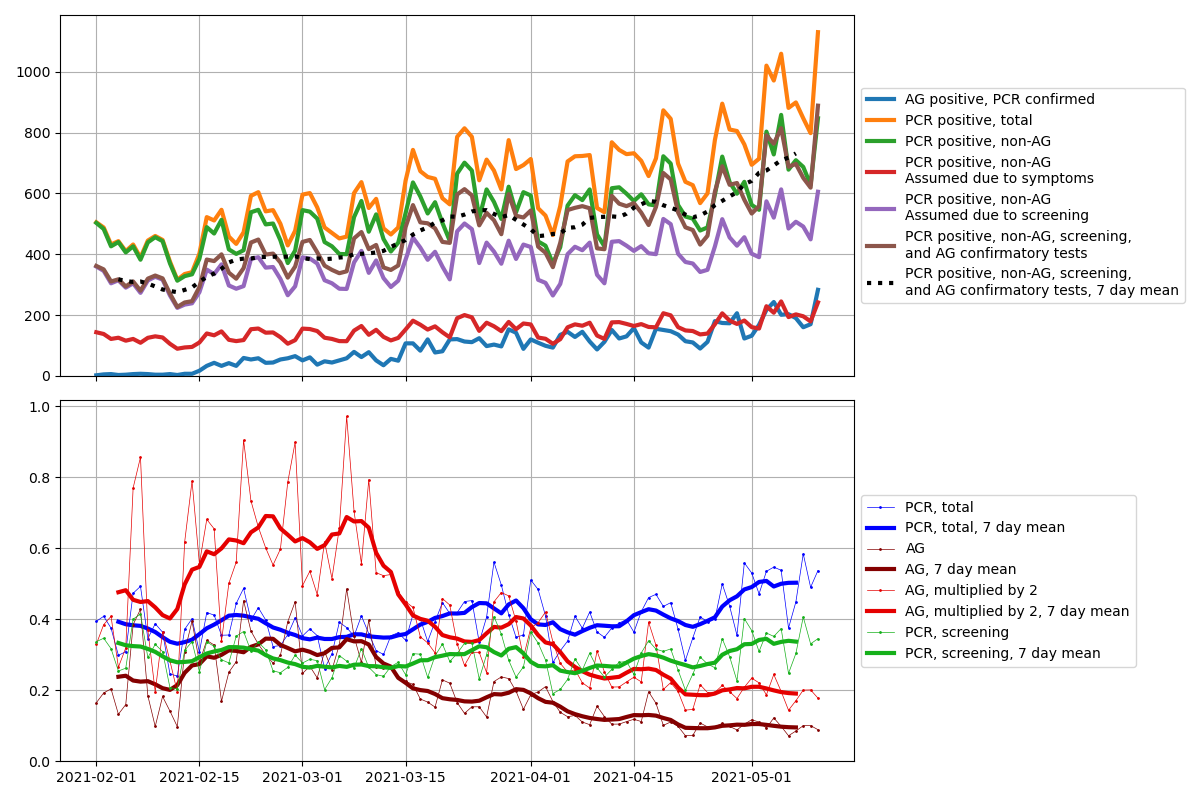 1000
800
600
400
200
0
AG positive, PCR confirmed
PCR positive, total
PCR positive, non-AG
PCR positive, non-AG
Assumed due to symptoms
PCR positive, non-AG
Assumed due to screening
PCR positive, non-AG, screening,
and AG confirmatory tests
PCR positive, non-AG, screening,
and AG confirmatory tests, 7 day mean
1.0
0.8
0.6
0.4
0.2
0.0
2021-02-01
2021-02-15
2021-03-01
2021-03-15
2021-04-01
2021-04-15
2021-05-01
PCR, total
PCR, total, 7 day mean
AG
AG, 7 day mean
AG, multiplied by 2
AG, multiplied by 2, 7 day mean
PCR, screening
PCR, screening, 7 day mean